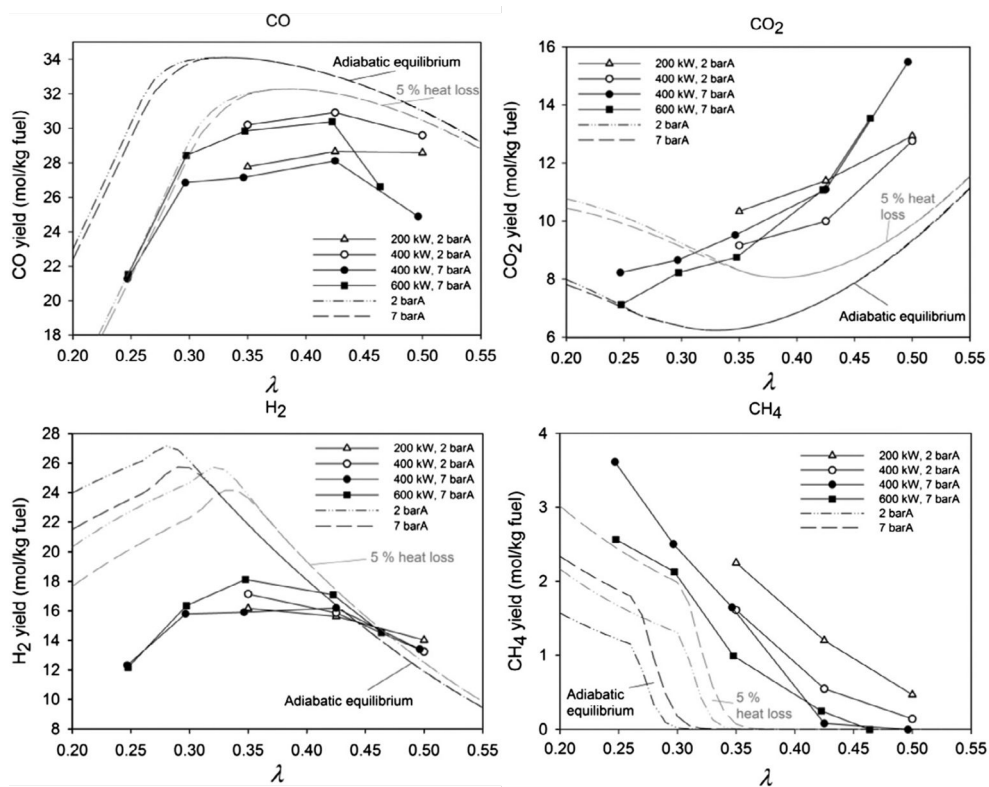 CO
CO yield (mol/kg fuel)
34
32
30
28
26
24
22
20
18
Adiabatic equilibrium
5 % heat loss
200 kW, 2 barA
400 kW, 2 barA
400 kW, 7 barA
600 kW, 7 barA
2 barA
7 barA
0.20 0.25 0.30 0.35 0.40 0.45 0.50 0.55
λ
CO2
CO2 yield (mol/kg fuel)
16
14
12
10
8
6
200 kW, 2 barA
400 kW, 2 barA
400 kW, 7 barA
600 kW, 7 barA
2 barA
7 barA
5 % heat
loss
Adiabatic equilibrium
0.20 0.25 0.30 0.35 0.40 0.45 0.50 0.55
λ
H2
H2 yield (mol/kg fuel)
28
26
24
22
20
18
16
14
12
10
8
200 kW, 2 barA
400 kW, 2 barA
400 kW, 7 barA
600 kW, 7 barA
2 barA
7 barA
5 % heat loss
Adiabatic equilibrium
0.20 0.25 0.30 0.35 0.40 0.45 0.50 0.55
λ
CH4
CH4 yield (mol/kg fuel)
4
3
2
1
0
200 kW, 2 barA
400 kW, 2 barA
400 kW, 7 barA
600 kW, 7 barA
2 barA
7 barA
Adiabatic
equilibrium
5 %
heat loss
0.20 0.25 0.30 0.35 0.40 0.45 0.50 0.55
λ